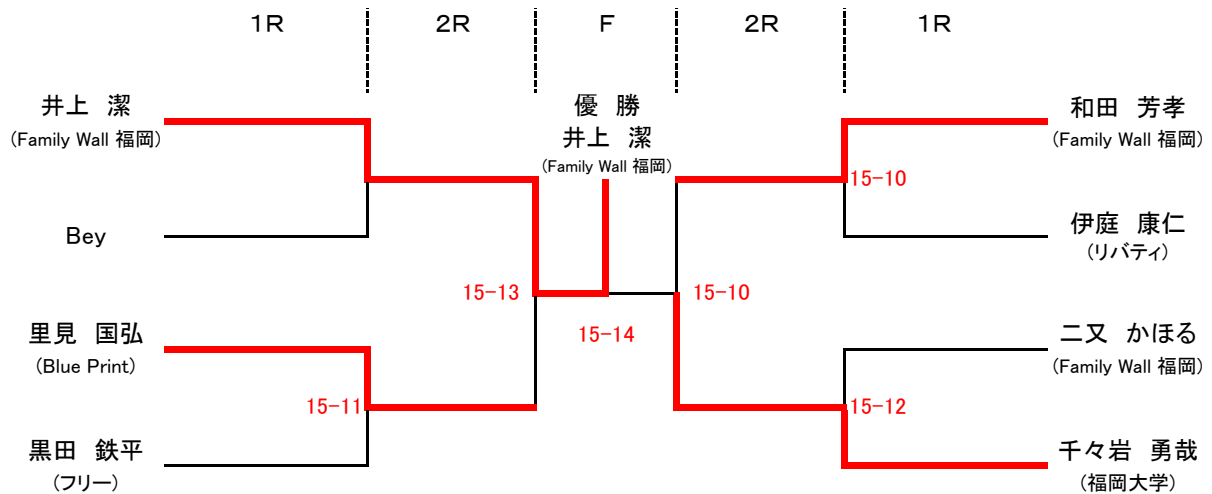 1R 2R F 2R 1R
井上 潔
(Family Wall 福岡)
Bey
里見 国弘
(Blue Print)
黒田 鉄平
(フリー)
15-11
15-13
優 勝
井上 潔
(Family Wall 福岡)
15-14
15-10
15-10
15-12
和田 芳孝
(Family Wall 福岡)
伊庭 康仁
(リバティ)
二又 かほる
(Family Wall 福岡)
千々岩 勇哉
(福岡大学)